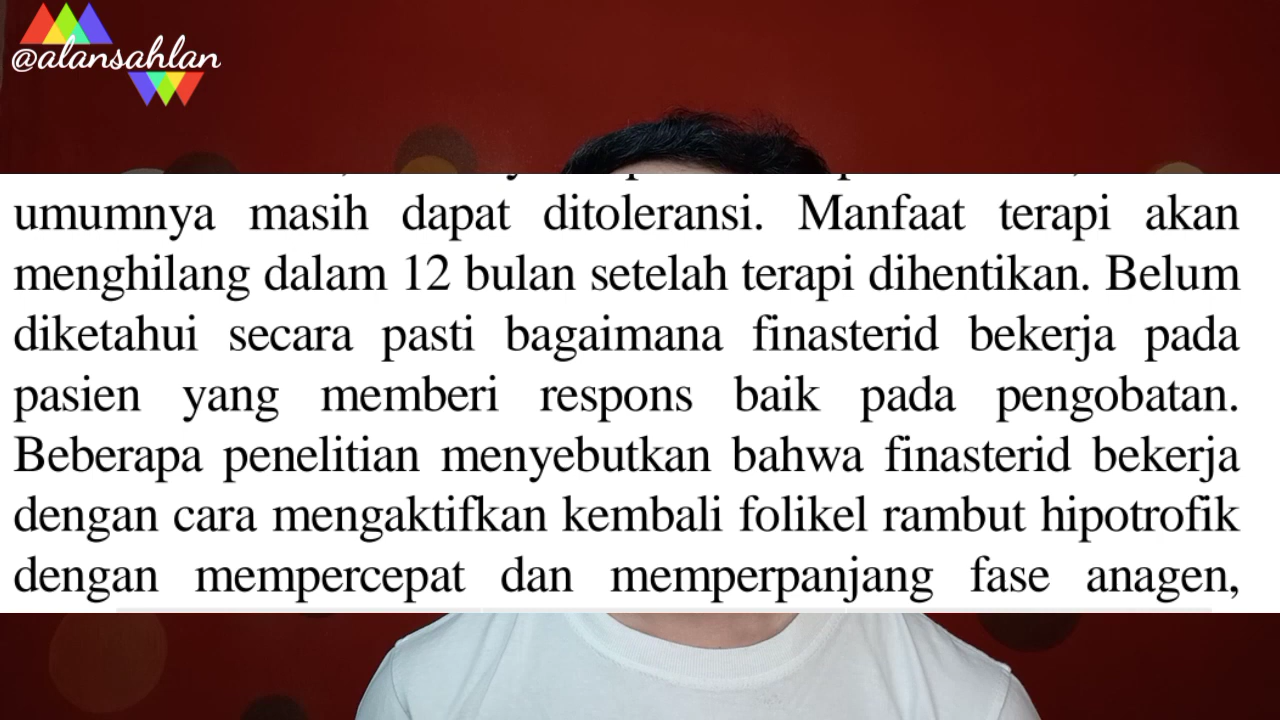 @alansahlan
umumnya masih dapat ditoleransi. Manfaat terapi akan
menghilang dalam 12 bulan setelah terapi dihentikan. Belum
diketahui secara pasti bagaimana finasterid bekerja pada
pasien yang memberi respons baik pada pengobatan.
Beberapa penelitian menyebutkan bahwa finasterid bekerja
dengan cara mengaktifkan kembali folikel rambut hipotrofik
dengan mempercepat dan memperpanjang fase anagen,